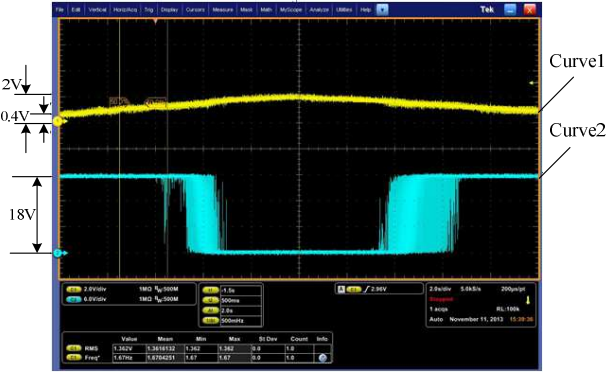 File Edit Vertical Horiz/Acq Trig Display Cursors Measure Mask Math MyScope Analyze Utilities Help
Tek
Curve1
2V
0.4V
Curve2
18V
2.0V/div 1MΩ 500M
6.0V/div 1MΩ 500M
-1.5s
500ms
2.0s
500mHz
A 2.96V
2.0s/div 5.0kS/s 200µs/pt
Stopped
1 acqs RL:100k
Auto November 11, 2013
Value Mean Min Max St Dev Count Info
RMS 1.362V 1.3618132 1.362 1.362 0.0 1.0
Freq* 1.67Hz 1.6704251 1.67 1.67 0.0 1.0